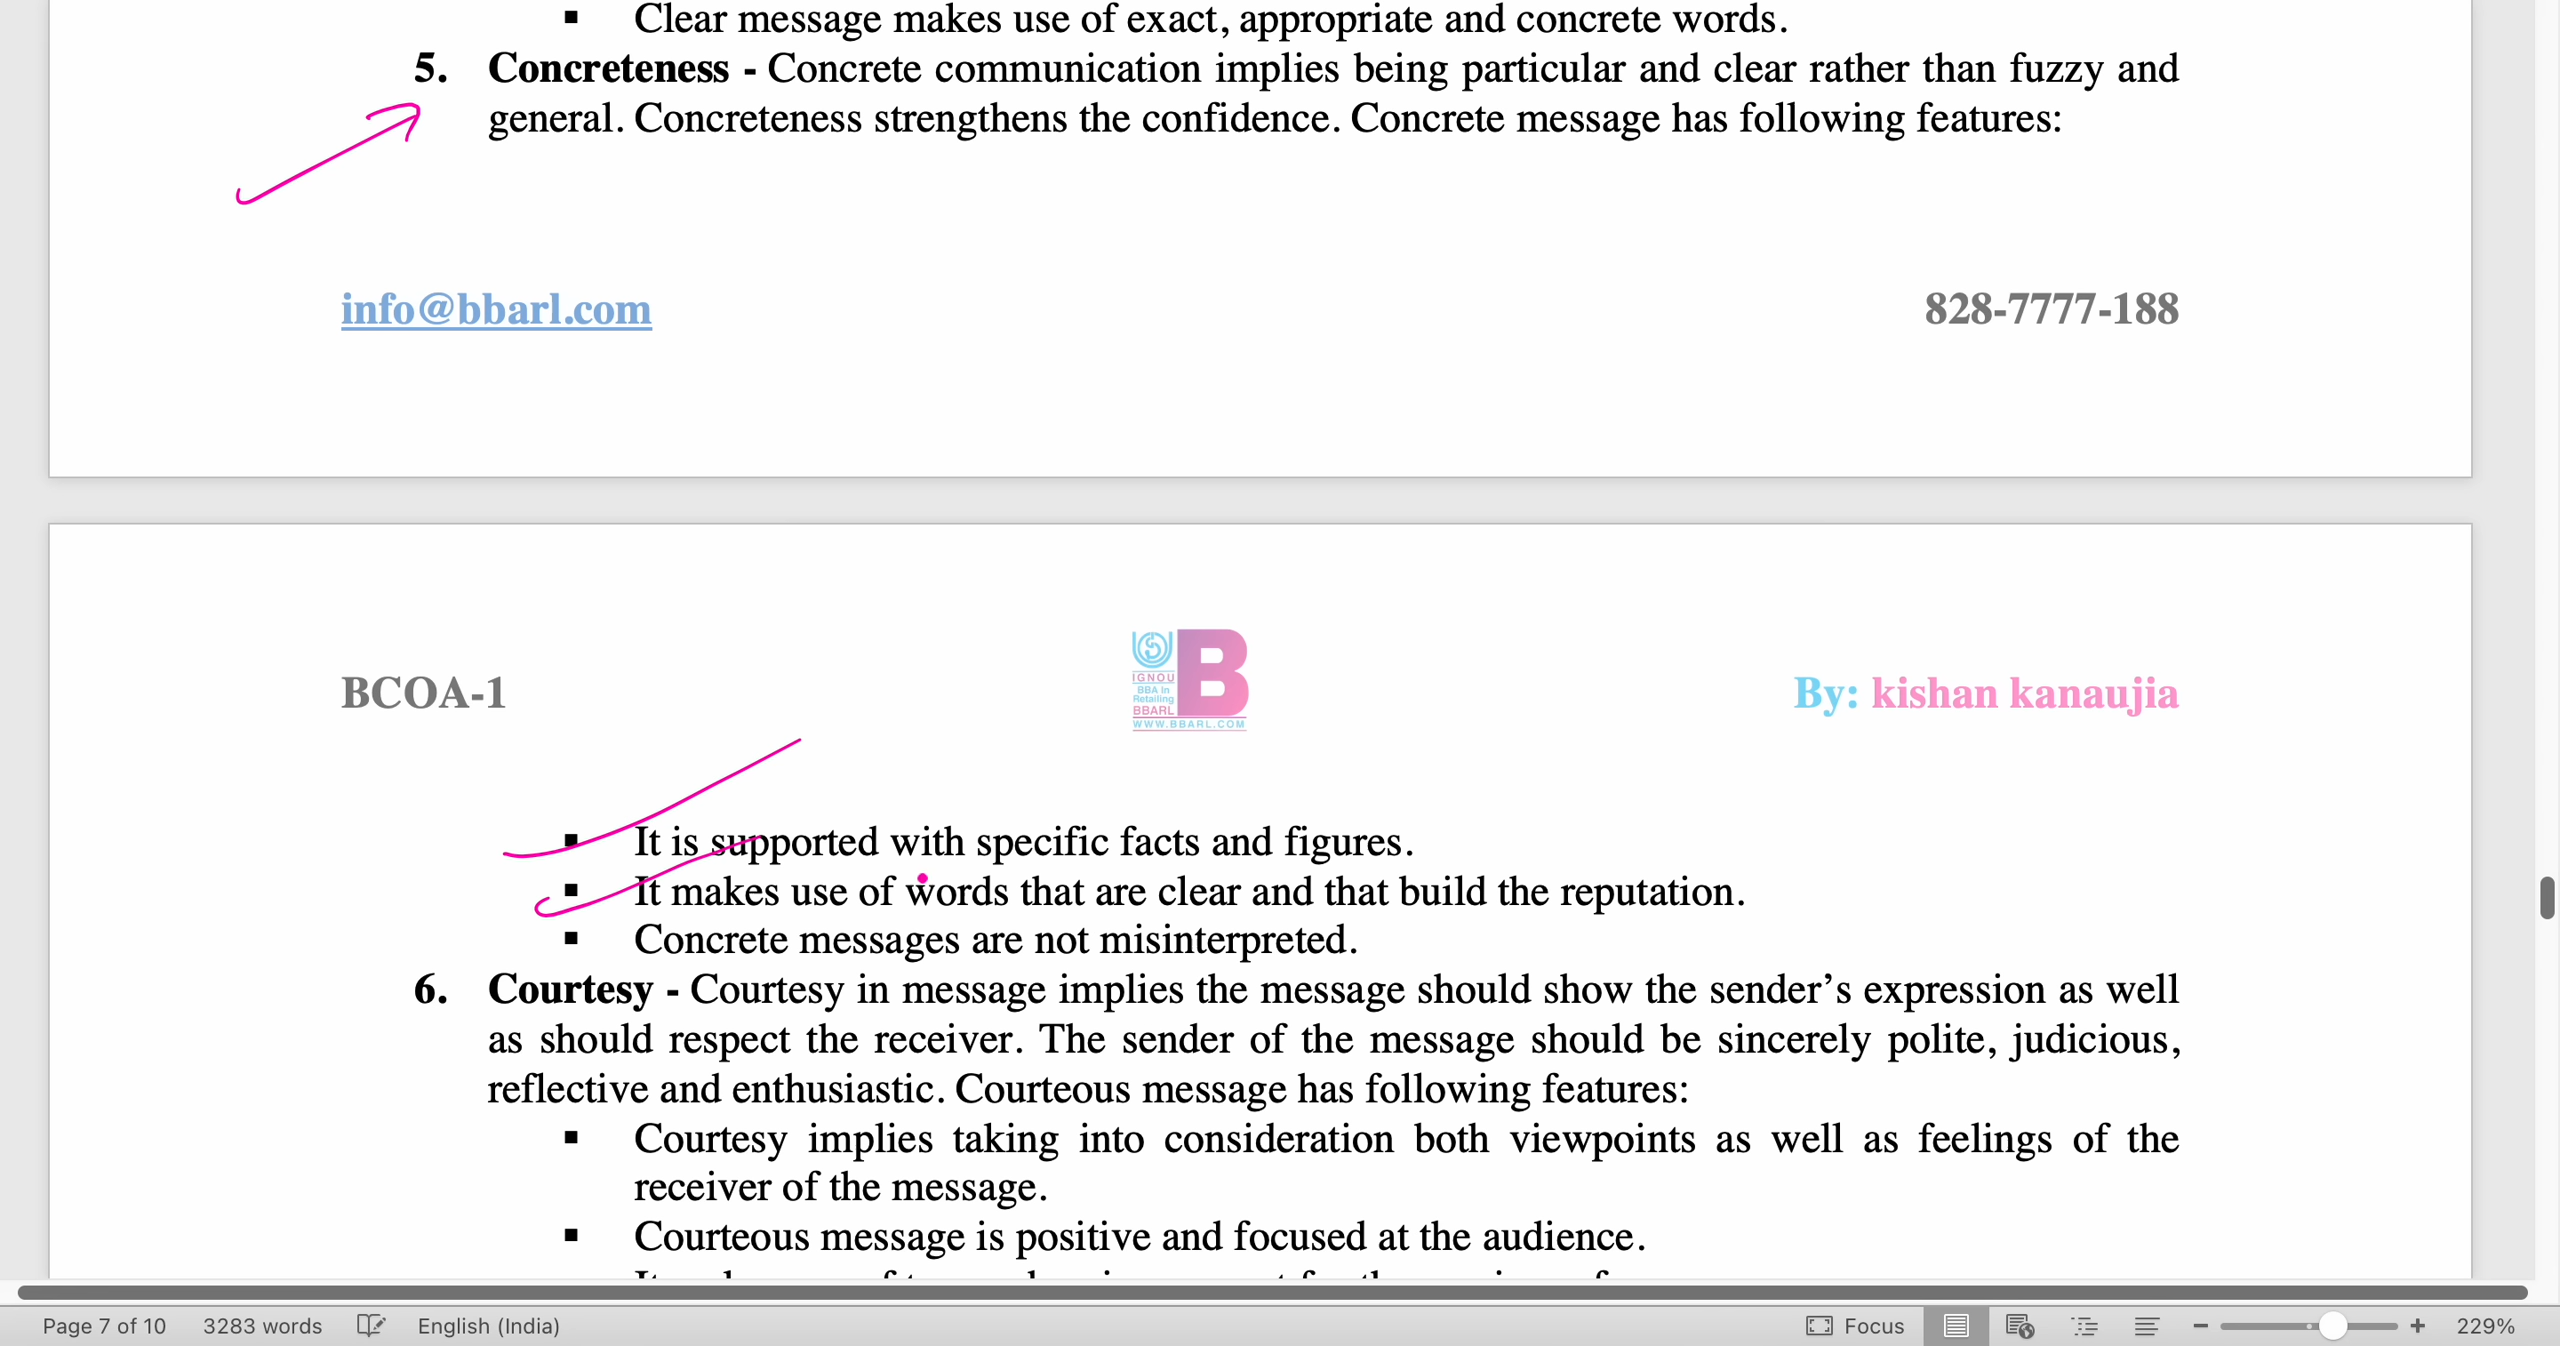 ▪ Clear message makes use of exact, appropriate and concrete words.
5. Concreteness - Concrete communication implies being particular and clear rather than fuzzy and
general. Concreteness strengthens the confidence. Concrete message has following features:
info@bbarl.com 828-7777-188
BCOA-1
IGNOU
BBA In
Retailing
BBARL
B
WWW.BBARL.COM
By: kishan kanaujia
▪ It is supported with specific facts and figures.
▪ It makes use of words that are clear and that build the reputation.
▪ Concrete messages are not misinterpreted.
6. Courtesy - Courtesy in message implies the message should show the sender’s expression as well
as should respect the receiver. The sender of the message should be sincerely polite, judicious,
reflective and enthusiastic. Courteous message has following features:
▪ Courtesy implies taking into consideration both viewpoints as well as feelings of the
receiver of the message.
▪ Courteous message is positive and focused at the audience.
Page 7 of 10 3283 words English (India) Focus 229%